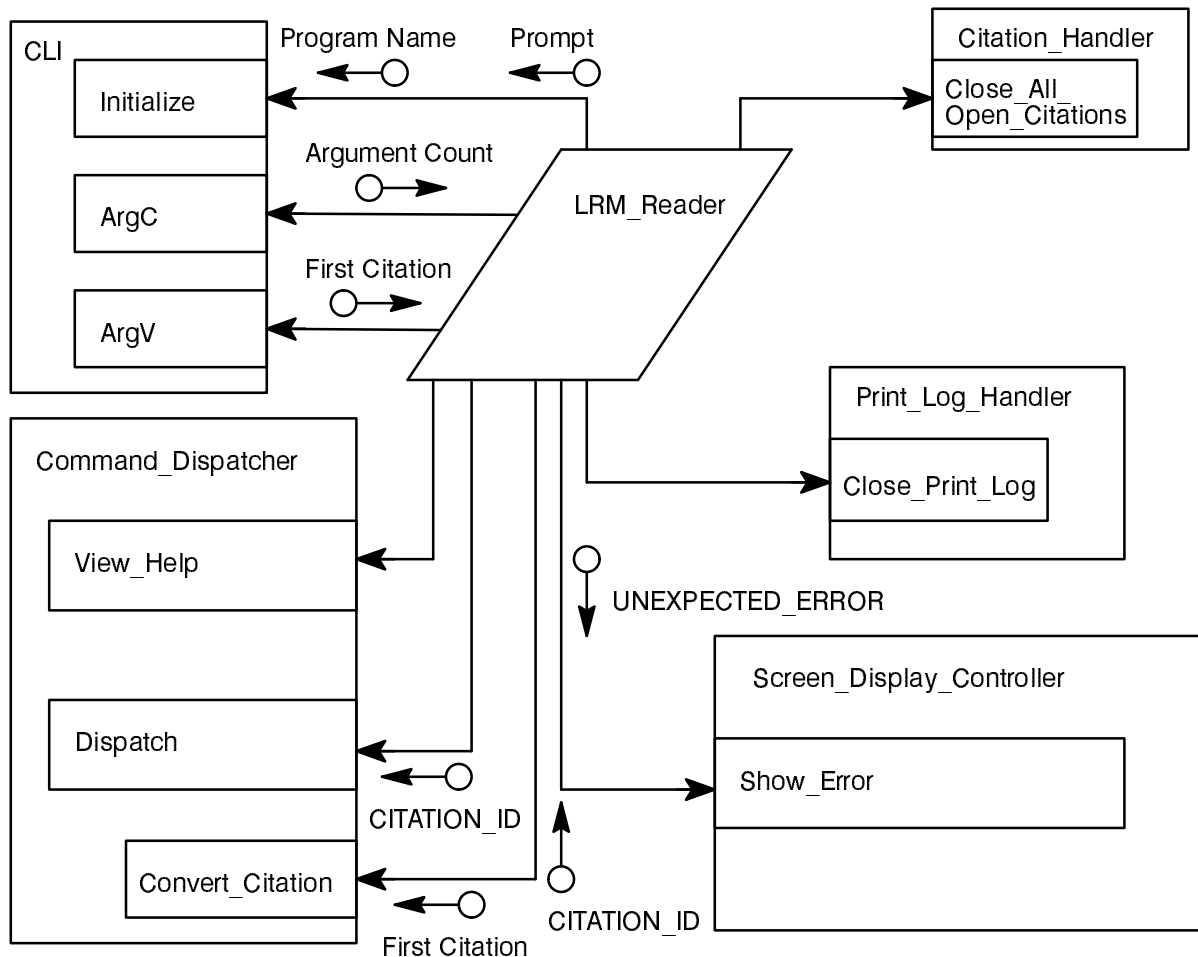 CLI
Program Name
Prompt
Citation_Handler
Initialize
Close_All_
Open_Citations
Argument Count
ArgC
LRM_Reader
First Citation
ArgV
Print_Log_Handler
Command_Dispatcher
Close_Print_Log
View_Help
UNEXPECTED_ERROR
Screen_Display_Controller
Dispatch
Show_Error
CITATION_ID
Convert_Citation
CITATION_ID
First Citation